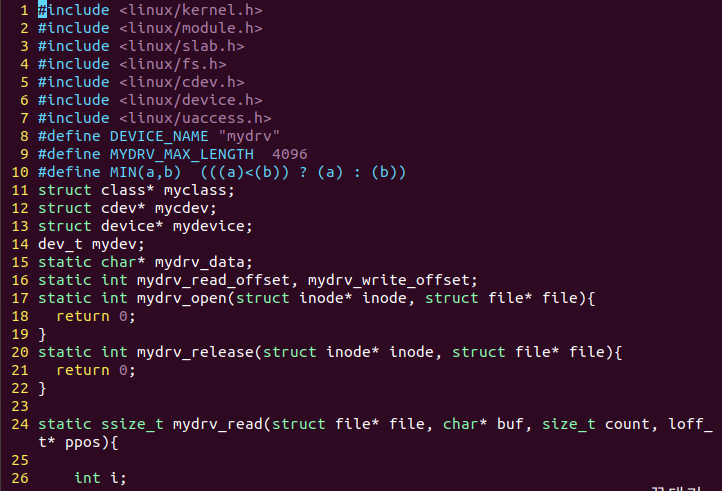 1 #include <linux/kernel.h>
2 #include <linux/module.h>
3 #include <linux/slab.h>
4 #include <linux/fs.h>
5 #include <linux/cdev.h>
6 #include <linux/device.h>
7 #include <linux/uaccess.h>
8 #define DEVICE_NAME "mydrv"
9 #define MYDRV_MAX_LENGTH  4096
10 #define MIN(a,b)  (((a)<(b)) ? (a) : (b))
11 struct class* myclass;
12 struct cdev* mycdev;
13 struct device* mydevice;
14 dev_t mydev;
15 static char* mydrv_data;
16 static int mydrv_read_offset, mydrv_write_offset;
17 static int mydrv_open(struct inode* inode, struct file* file){
18   return 0;
19 }
20 static int mydrv_release(struct inode* inode, struct file* file){
21   return 0;
22 }
23
24 static ssize_t mydrv_read(struct file* file, char* buf, size_t count, loff_
t* ppos){
25
26     int i;